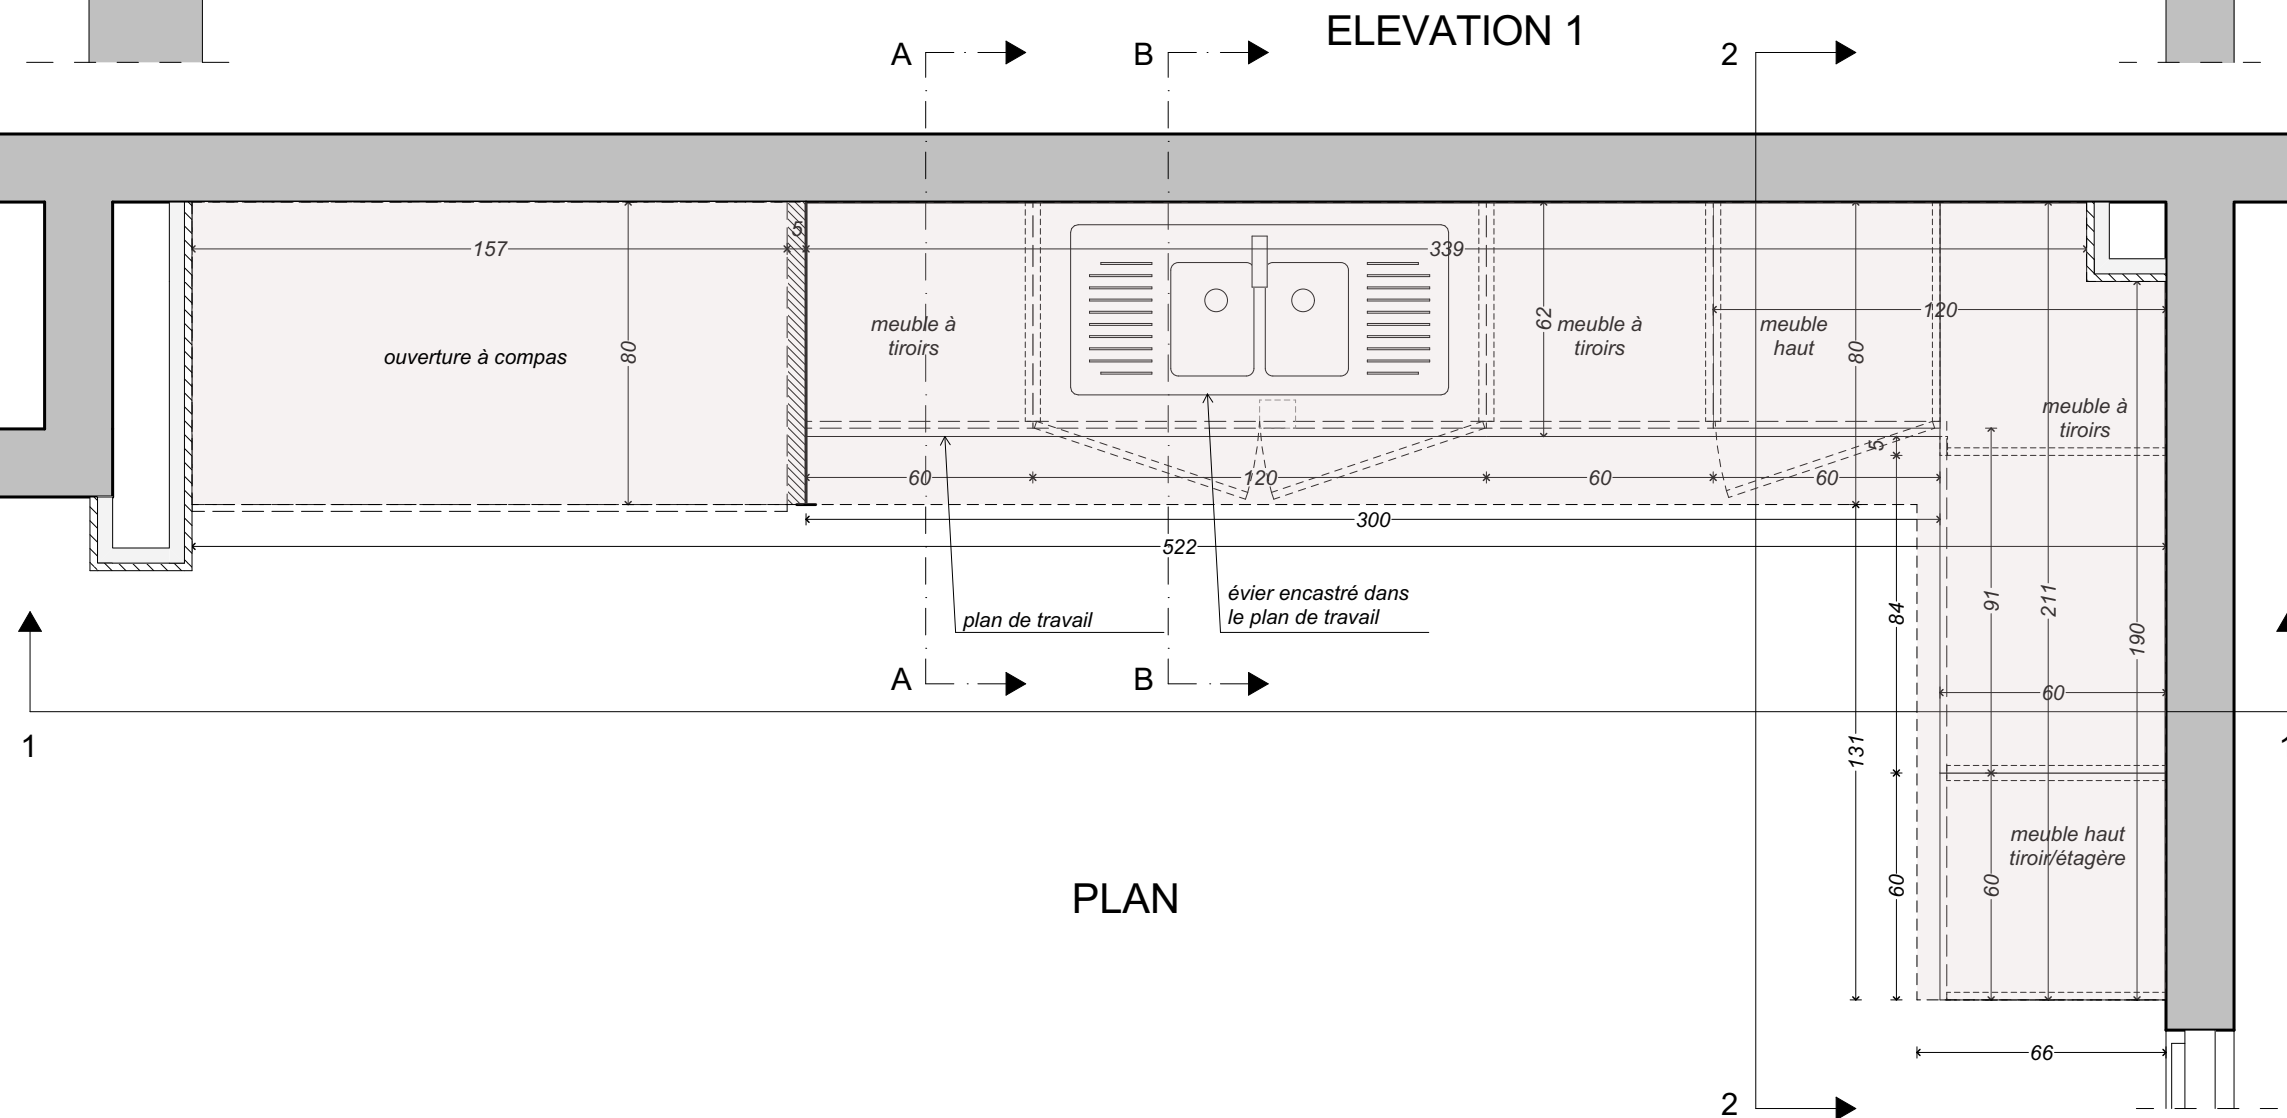 ELEVATION 1
A
B
2
5
157
339
120
62
meuble à
tiroirs
meuble à
tiroirs
meuble
haut
80
ouverture à compas
80
meuble à
tiroirs
5
60
120
60
60
300
522
évier encastré dans
le plan de travail
plan de travail
84
91
211
190
A
B
60
1
131
meuble haut
tiroir/étagère
60
60
PLAN
66
2